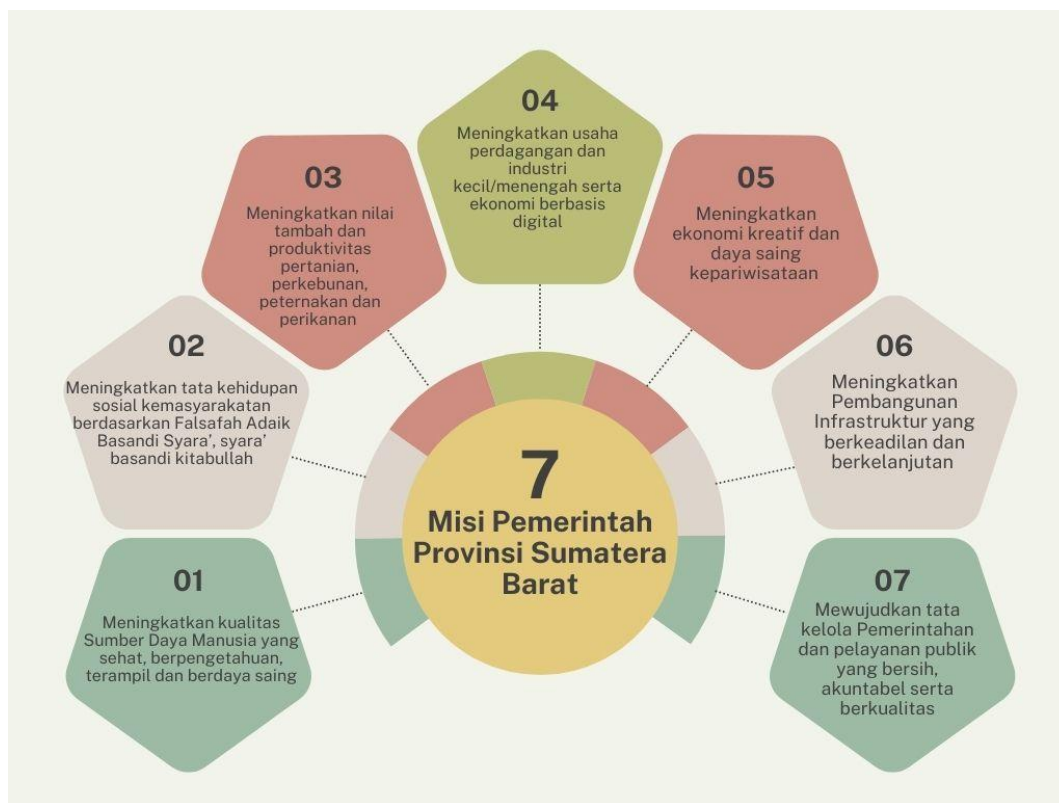 7
Misi Pemerintah
Provinsi Sumatera
Barat
01
Meningkatkan kualitas
Sumber Daya Manusia yang
sehat, berpengetahuan,
terampil dan berdaya saing
02
Meningkatkan tata kehidupan
sosial kemasyarakatan
berdasarkan Falsafah Adaik
Basandi Syara’, syara’
basandi kitabullah
03
Meningkatkan nilai
tambah dan
produktivitas
pertanian,
perkebunan,
peternakan dan
perikanan
04
Meningkatkan usaha
perdagangan dan
industri
kecil/menengah serta
ekonomi berbasis
digital
05
Meningkatkan
ekonomi kreatif dan
daya saing
kepariwisataan
06
Meningkatkan
Pembangunan
Infrastruktur yang
berkeadilan dan
berkelanjutan
07
Mewujudkan tata
kelola Pemerintahan
dan pelayanan publik
yang bersih,
akuntabel serta
berkualitas